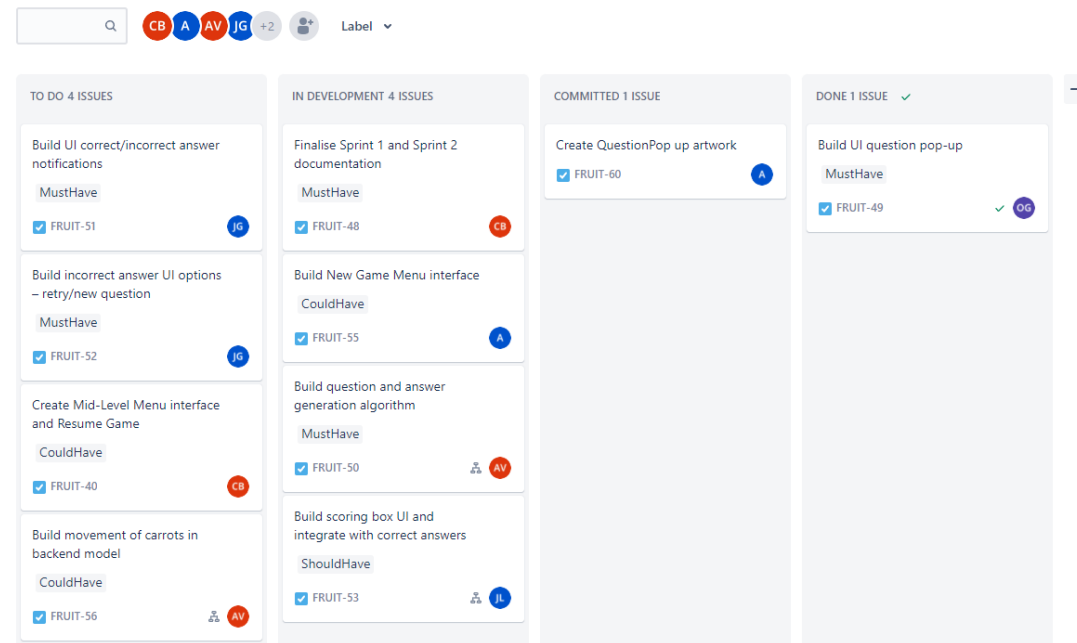 CB A AV JG +2 Label
TO DO 4 ISSUES
Build UI correct/incorrect answer
notifications
MustHave
FRUIT-51 JG
Build incorrect answer UI options
– retry/new question
MustHave
FRUIT-52 JG
Create Mid-Level Menu interface
and Resume Game
CouldHave
FRUIT-40 CB
Build movement of carrots in
backend model
CouldHave
FRUIT-56 AV
IN DEVELOPMENT 4 ISSUES
Finalise Sprint 1 and Sprint 2
documentation
MustHave
FRUIT-48 CB
Build New Game Menu interface
CouldHave
FRUIT-55 A
Build question and answer
generation algorithm
MustHave
FRUIT-50 AV
Build scoring box UI and
integrate with correct answers
ShouldHave
FRUIT-53 JL
COMMITTED 1 ISSUE
Create QuestionPop up artwork
FRUIT-60 A
DONE 1 ISSUE
Build UI question pop-up
MustHave
FRUIT-49 OG